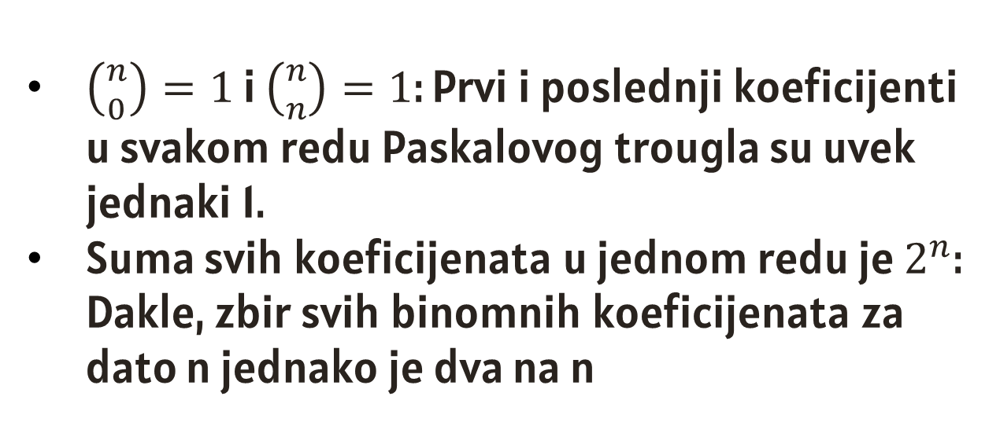 • $\binom{n}{0} = 1$ i $\binom{n}{n} = 1$: Prvi i poslednji koeficijenti
u svakom redu Paskalovog trougla su uvek
jednaki 1.
• Suma svih koeficijenata u jednom redu je $2^n$:
Dakle, zbir svih binomnih koeficijenata za
dato n jednako je dva na n